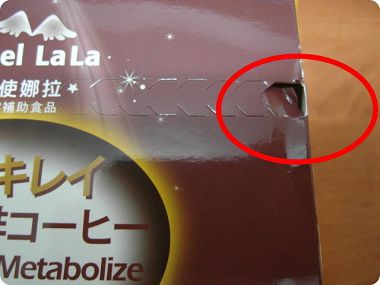 el LaLa
使娜拉
補助食品
キレイ
コーヒー
Metabolize